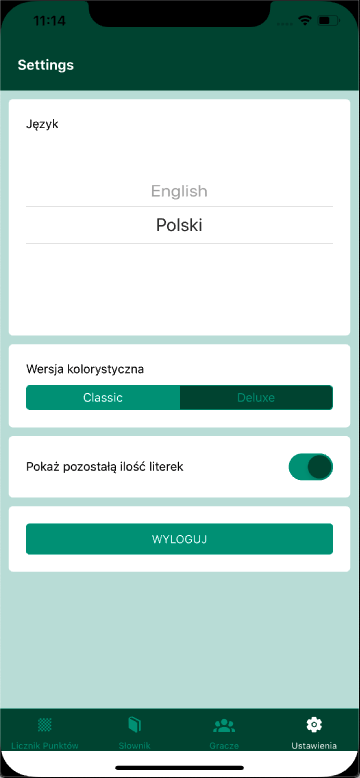 11:14
Settings
Język
English
Polski
Wersja kolorystyczna
Classic Deluxe
Pokaż pozostałą ilość literek
WYLOGUJ
Licznik Punktów Słownik Gracze Ustawienia